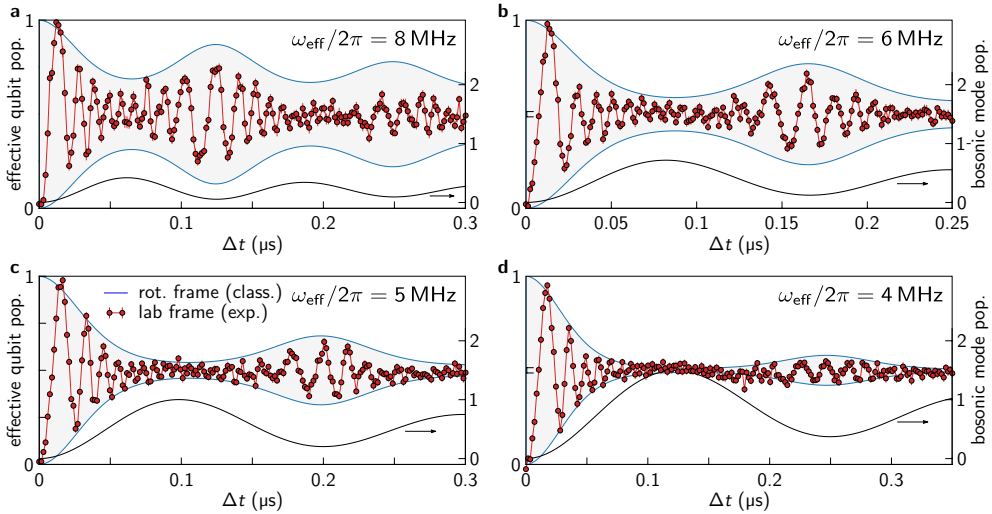 a
ω_eff/2π = 8 MHz
effective qubit pop.
1
0
2
1
0
0 0.1 0.2 0.3
Δt (μs)
b
ω_eff/2π = 6 MHz
bosonic mode pop.
1
0
2
1
0
0 0.05 0.1 0.15 0.2 0.25
Δt (μs)
c
ω_eff/2π = 5 MHz
rot. frame (class.)
lab frame (exp.)
effective qubit pop.
1
0
2
1
0
0 0.1 0.2 0.3
Δt (μs)
d
ω_eff/2π = 4 MHz
bosonic mode pop.
1
0
2
1
0
0 0.1 0.2 0.3
Δt (μs)